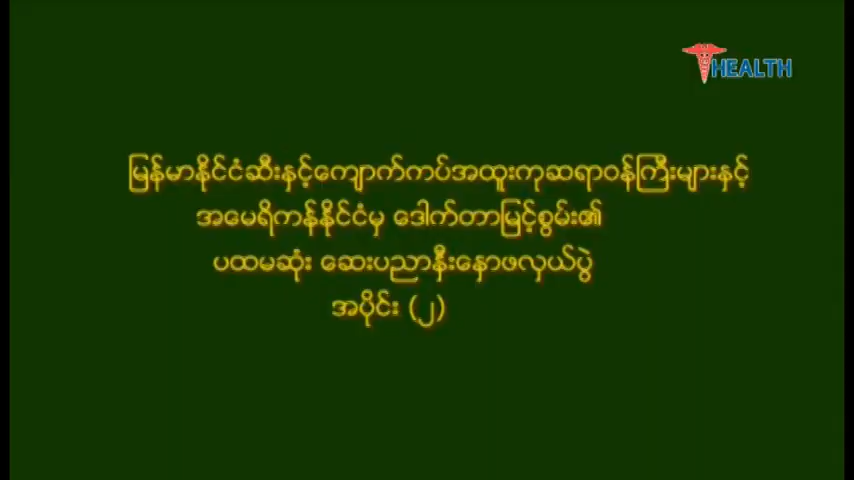 HEALTH
မြန်မာနိုင်ငံဆီးနှင့်ကျောက်ကပ်အထူးကုဆရာဝန်ကြီးများနှင့်
အမေရိကန်နိုင်ငံမှ ဒေါက်တာမြင့်စွမ်း၏
ပထမဆုံး ဆေးပညာနှီးနှောဖလှယ်ပွဲ
အပိုင်း (၂)